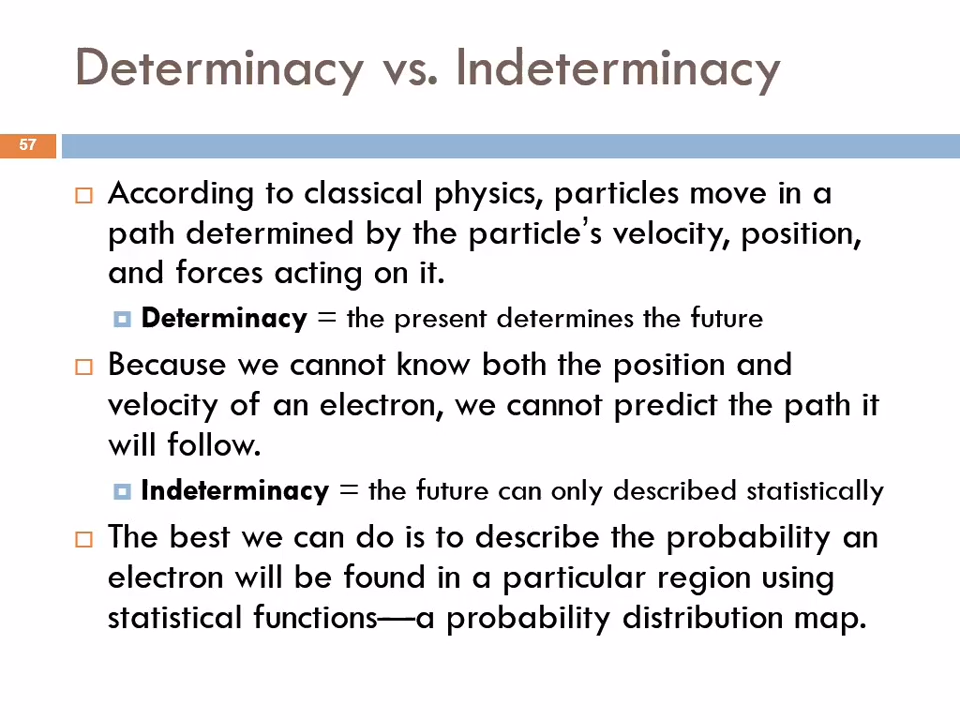 Determinacy vs. Indeterminacy
57
According to classical physics, particles move in a
path determined by the particle’s velocity, position,
and forces acting on it.
Determinacy = the present determines the future
Because we cannot know both the position and
velocity of an electron, we cannot predict the path it
will follow.
Indeterminacy = the future can only described statistically
The best we can do is to describe the probability an
electron will be found in a particular region using
statistical functions—a probability distribution map.